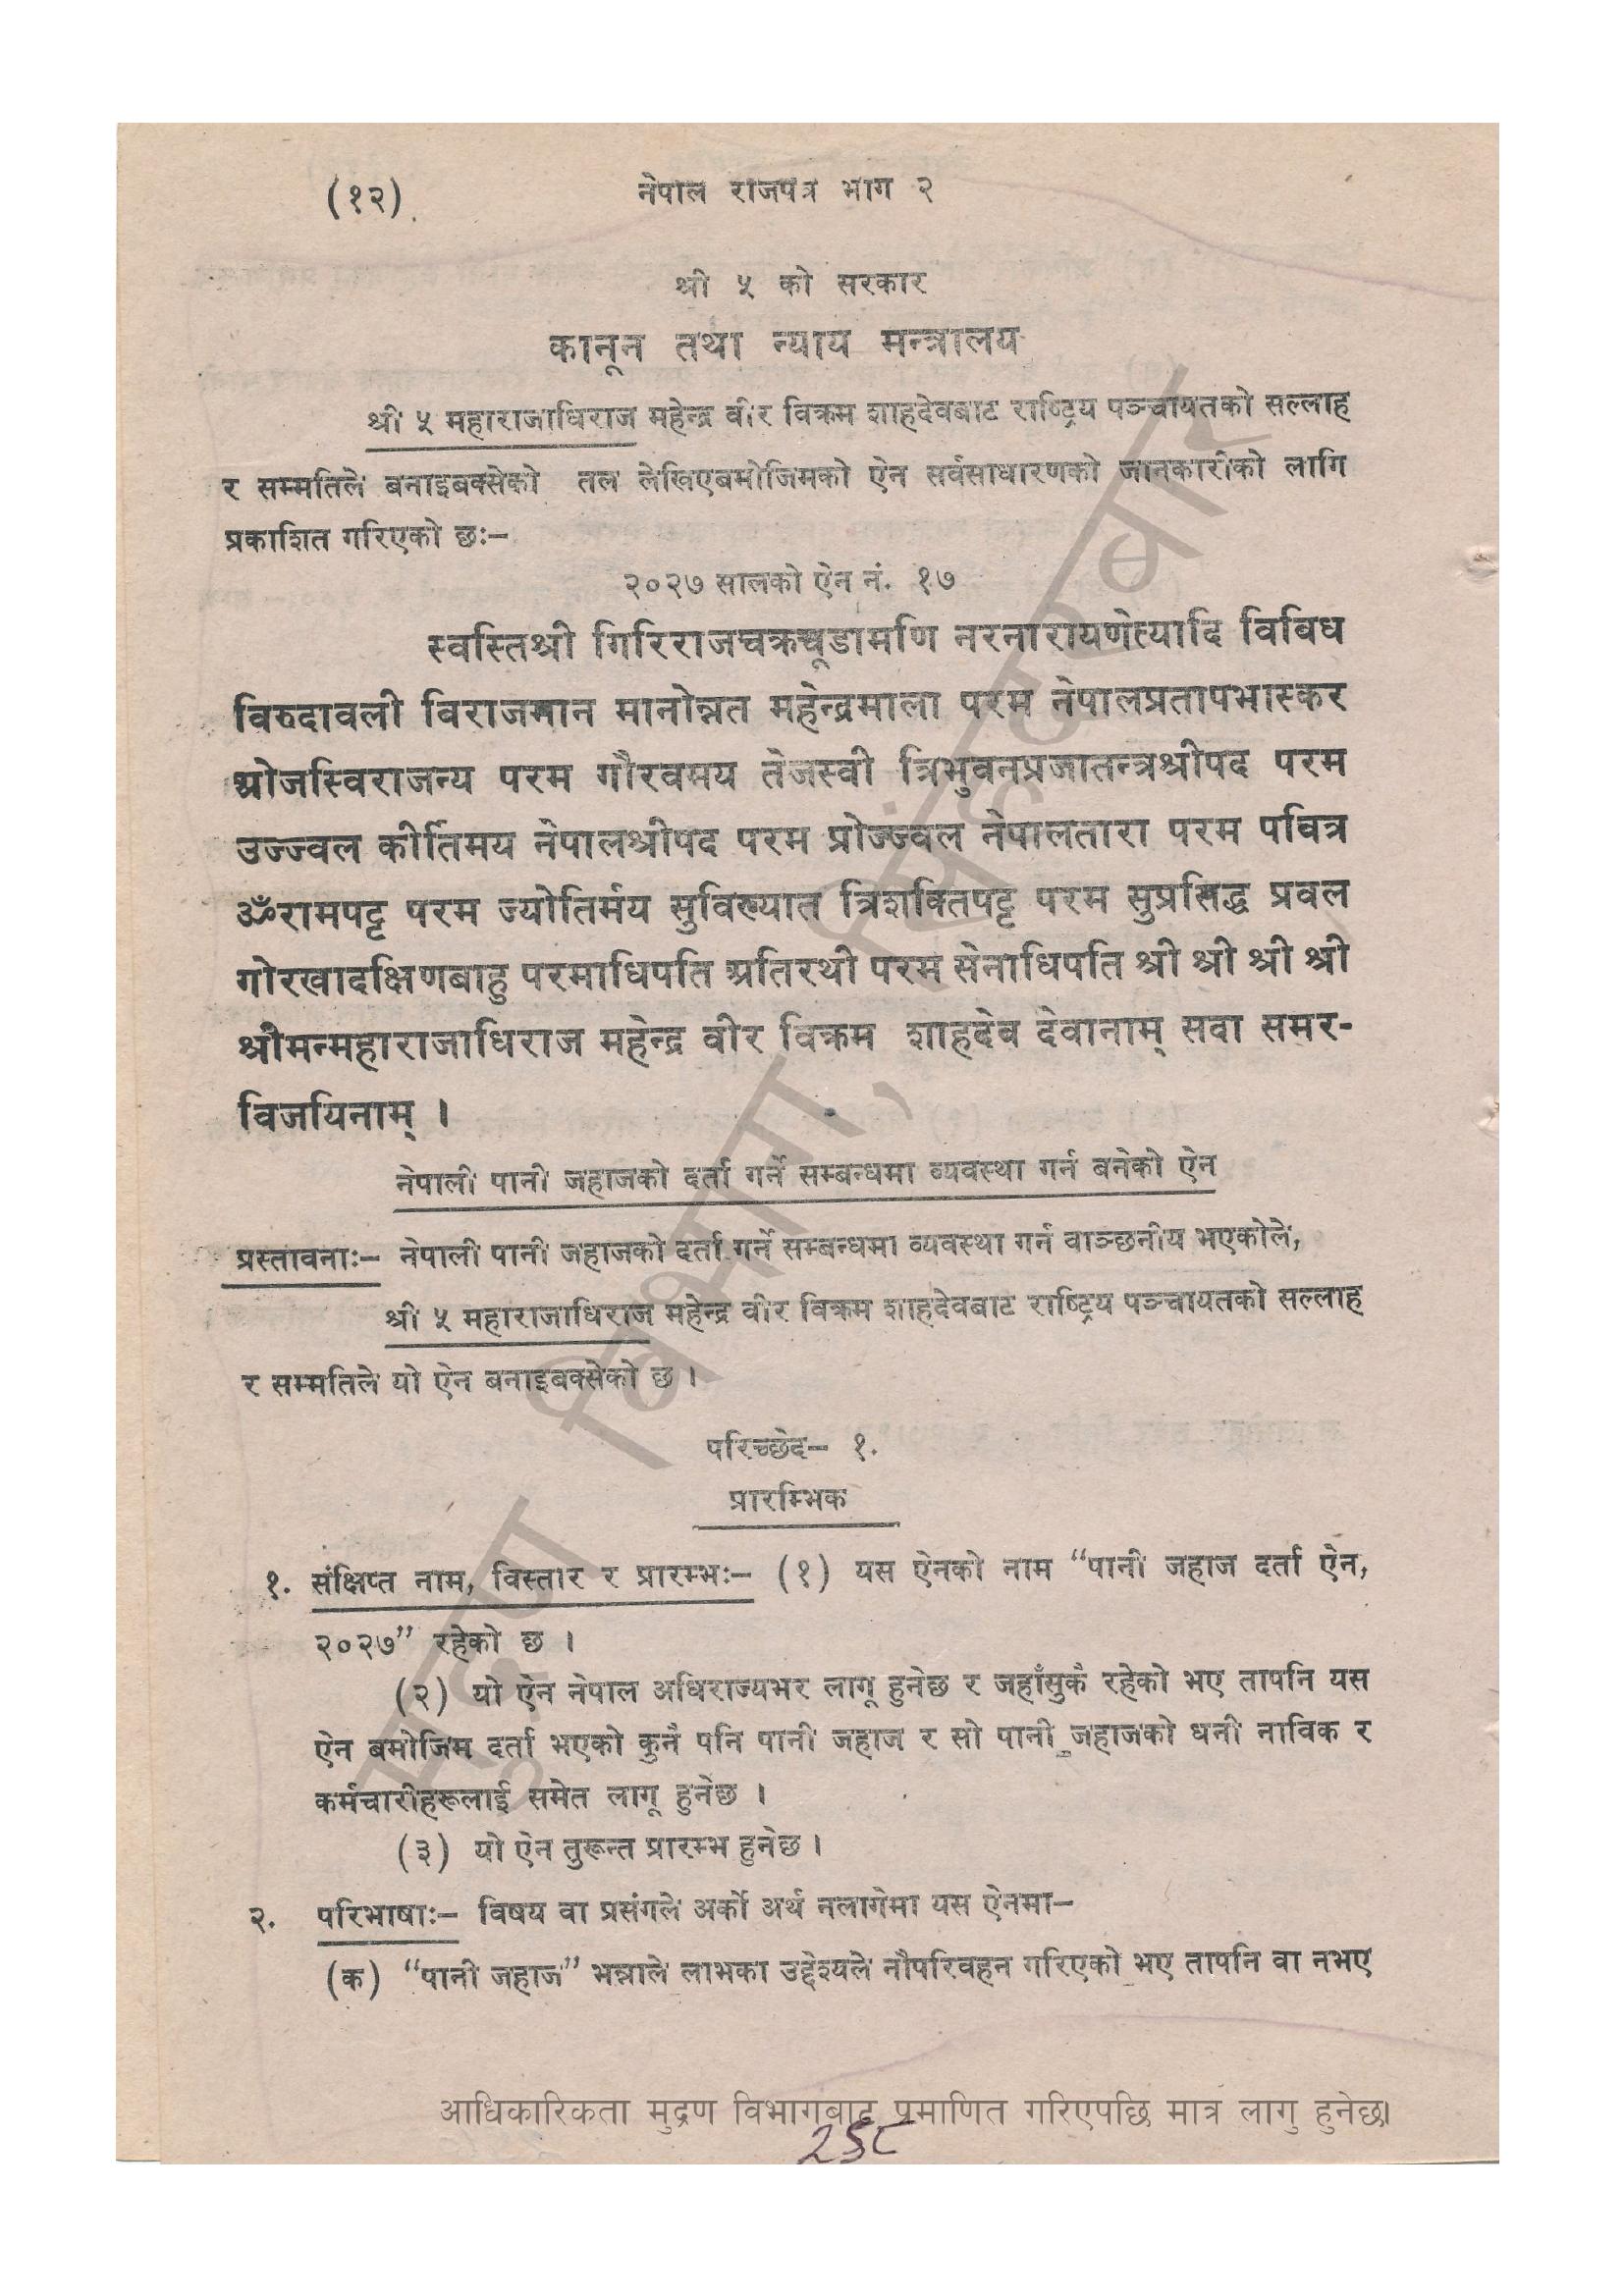 (१२)
नेपाल राजपत्र भाग २
श्री ५ को सरकार
कानून तथा न्याय मन्त्रालय
श्री ५ महाराजाधिराज महेन्द्र वीर विक्रम शाहदेवबाट राष्ट्रिय पञ्चायतको सल्लाह
र सम्मतिले बनाइबक्सेको तल लेखिएबमोजिमको ऐन सर्वसाधारणको जानकारीको लागि
प्रकाशित गरिएको छः–
२०२७ सालको ऐन नं. १७
स्वस्तिश्री गिरिराजचक्रचूडामणि नरनारायणेत्यादि विविध
विरुदावली विराजमान मानोन्नत महेन्द्रमाला परम नेपालप्रतापभास्कर
ओजस्विराजन्य परम गौरवमय तेजस्वी त्रिभुवनप्रजातन्त्रश्रीपद परम
उज्ज्वल कीर्तिमय नेपालश्रीपद परम प्रोज्ज्वल नेपालतारा परम पवित्र
ॐरामपट्ट परम ज्योतिर्मय सुविख्यात त्रिशक्तिपट्ट परम सुप्रसिद्ध प्रवल
गोरखादक्षिणबाहु परमाधिपति अतिरथी परम सेनाधिपति श्री श्री श्री श्री
श्रीमन्महाराजाधिराज महेन्द्र वीर विक्रम शाहदेव देवानाम् सदा समर-
विजयिनाम् ।
नेपाली पानी जहाजको दर्ता गर्ने सम्बन्धमा व्यवस्था गर्न बनेको ऐन
प्रस्तावनाः– नेपाली पानी जहाजको दर्ता गर्ने सम्बन्धमा व्यवस्था गर्न वाञ्छनीय भएकोले,
श्री ५ महाराजाधिराज महेन्द्र वीर विक्रम शाहदेवबाट राष्ट्रिय पञ्चायतको सल्लाह
र सम्मतिले यो ऐन बनाइबक्सेको छ ।
परिच्छेद– १.
प्रारम्भिक
१. संक्षिप्त नाम, विस्तार र प्रारम्भः– (१) यस ऐनको नाम “पानी जहाज दर्ता ऐन,
२०२७” रहेको छ ।
(२) यो ऐन नेपाल अधिराज्यभर लागू हुनेछ र जहाँसुकै रहेको भए तापनि यस
ऐन बमोजिम दर्ता भएको कुनै पनि पानी जहाज र सो पानी जहाजको धनी नाविक र
कर्मचारीहरूलाई समेत लागू हुनेछ ।
(३) यो ऐन तुरून्त प्रारम्भ हुनेछ ।
२. परिभाषाः– विषय वा प्रसंगले अर्को अर्थ नलागेमा यस ऐनमा–
(क) “पानी जहाज” भन्नाले लाभका उद्देश्यले नौपरिवहन गरिएको भए तापनि वा नभए
मुद्रण विभाग, सिंहदरबार
आधिकारिकता मुद्रण विभागबाट प्रमाणित गरिएपछि मात्र लागु हुनेछ।